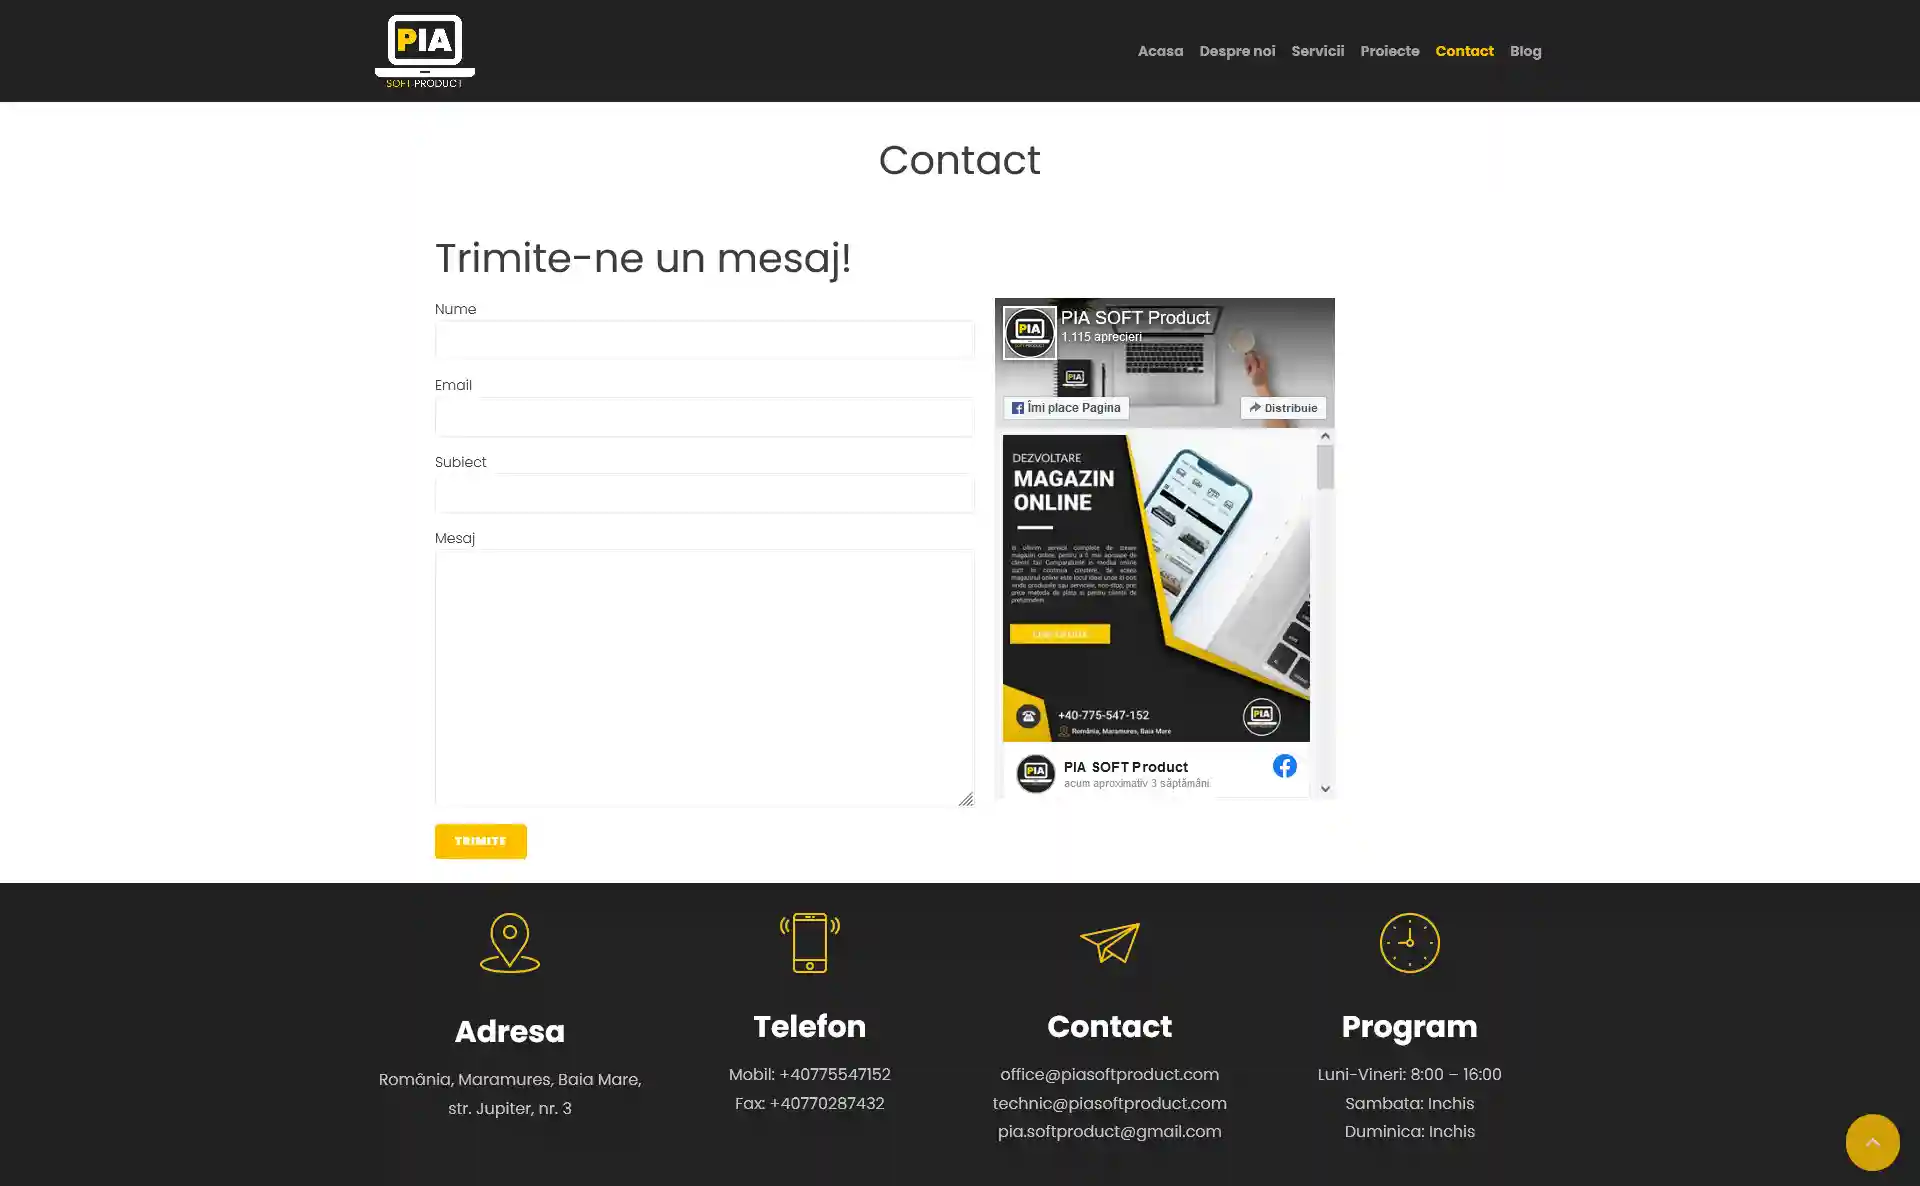 PIA
SOFT PRODUCT
Acasa
Despre noi
Servicii
Proiecte
Contact
Blog
Contact
Trimite-ne un mesaj!
Nume
Email
Subiect
Mesaj
TRIMITE
PIA
PIA SOFT Product
1.115 aprecieri
PIA
Îmi place Pagina
Distribuie
DEZVOLTARE
MAGAZIN
ONLINE
+40-775-547-152
România, Maramures, Baia Mare
PIA
PIA
PIA SOFT Product
acum aproximativ 3 săptămâni
Adresa
România, Maramures, Baia Mare,
str. Jupiter, nr. 3
Telefon
Mobil: +40775547152
Fax: +40770287432
Contact
office@piasoftproduct.com
technic@piasoftproduct.com
pia.softproduct@gmail.com
Program
Luni-Vineri: 8:00 – 16:00
Sambata: Inchis
Duminica: Inchis